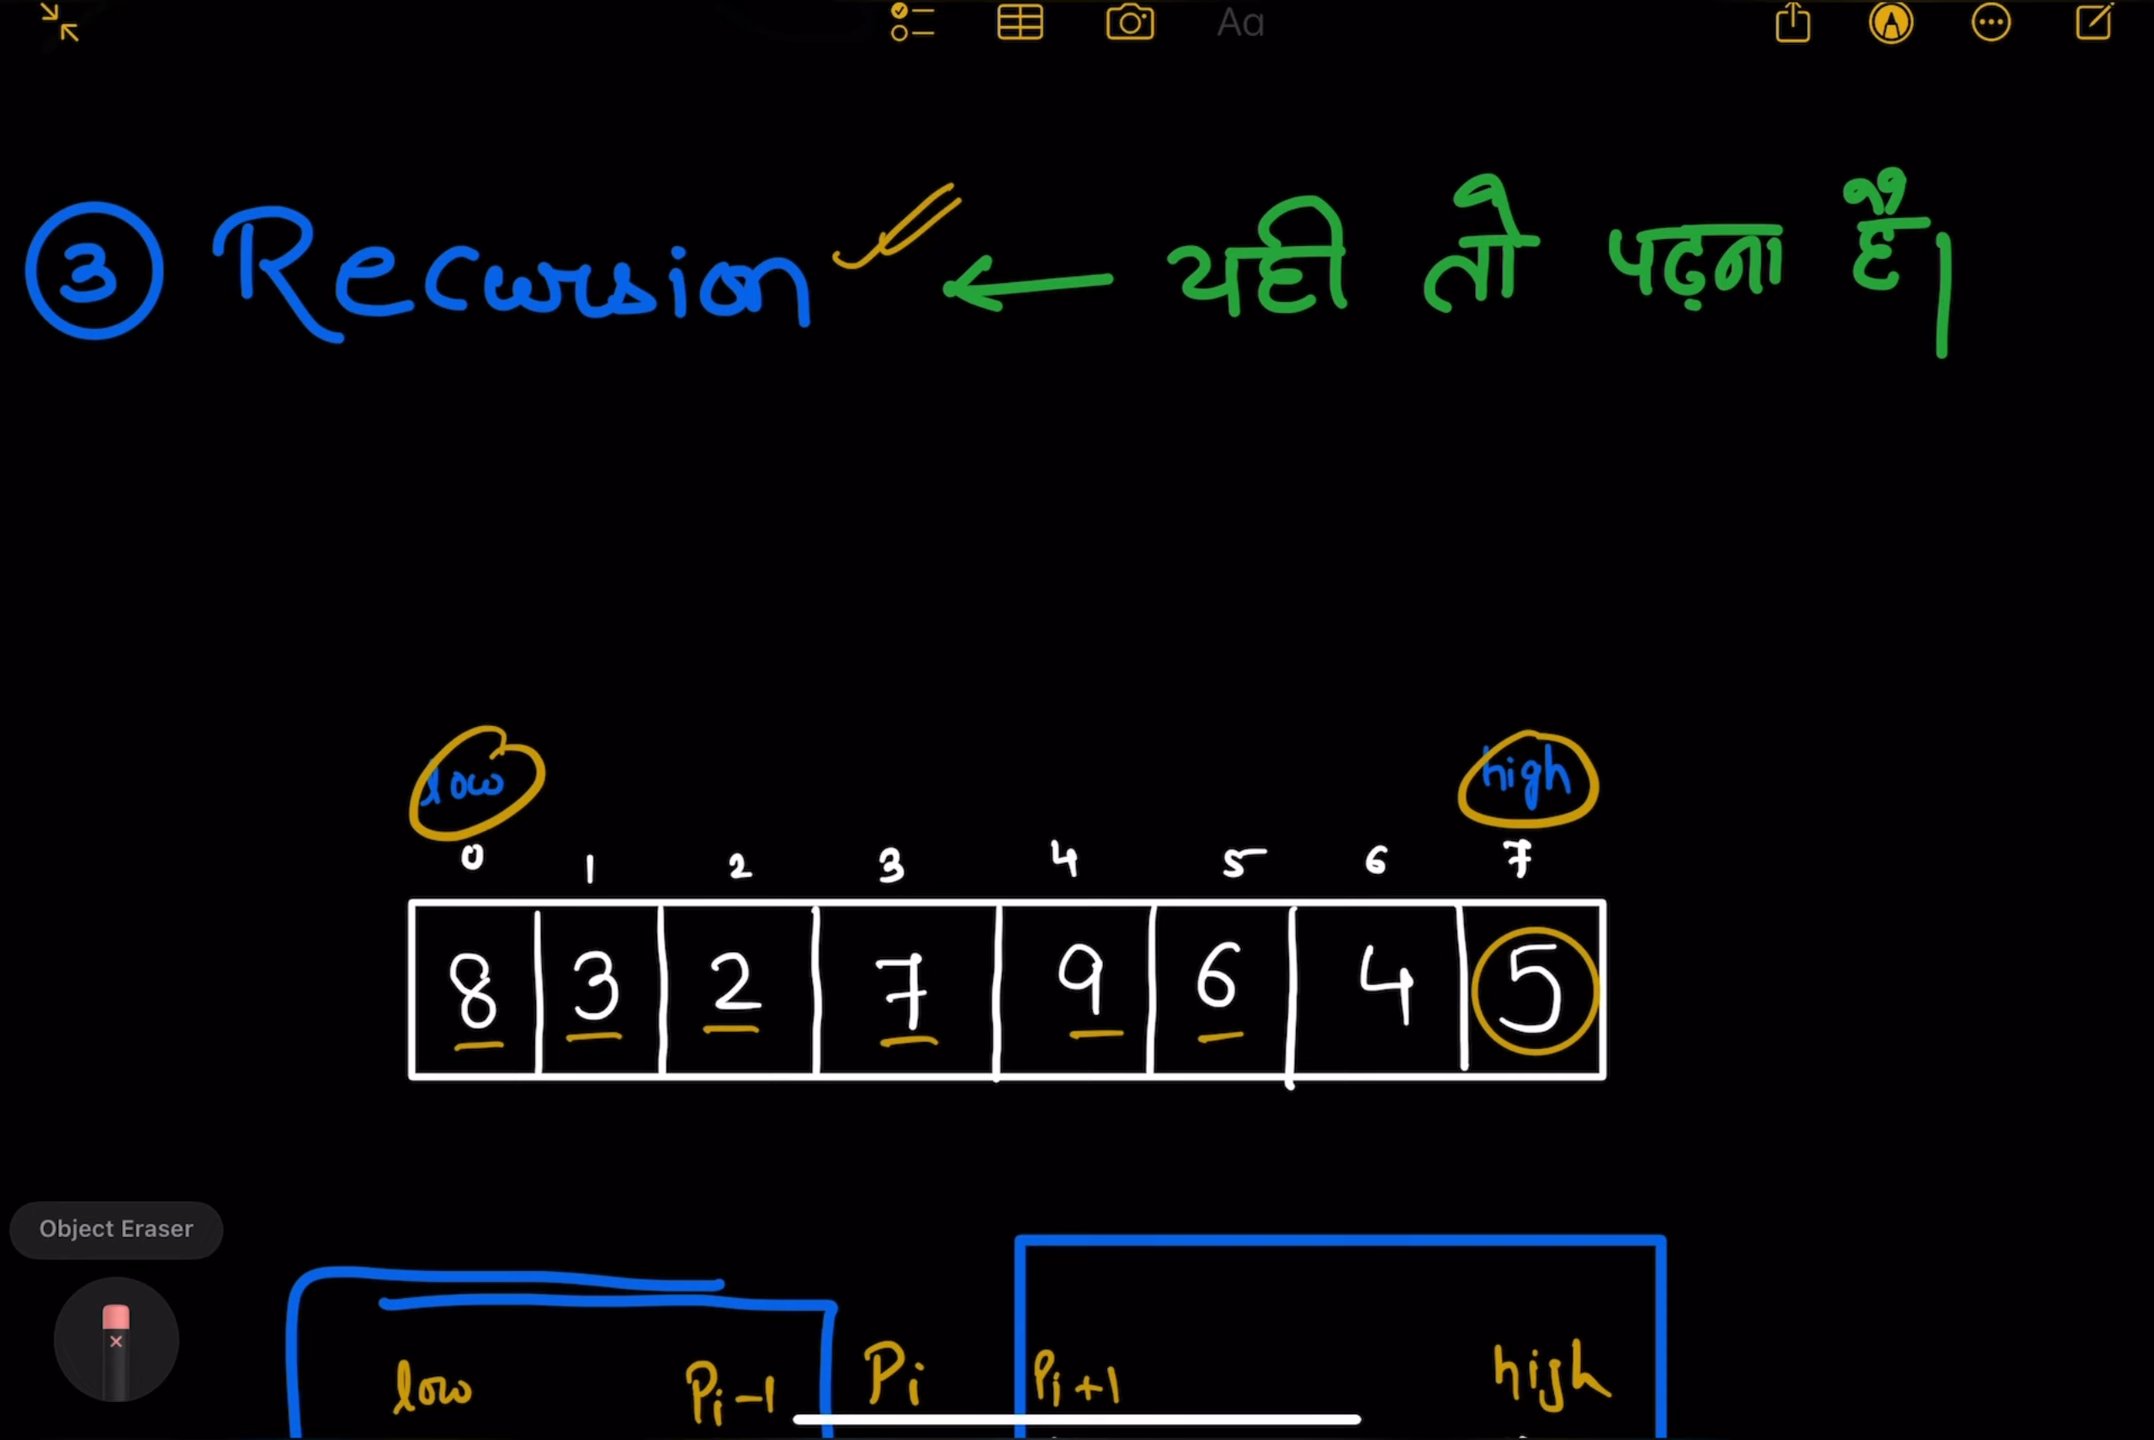 Aa
3 Recursion ← यही तो पढ़ना है।
low high
0 1 2 3 4 5 6 7
8 3 2 7 9 6 4 5
Object Eraser
low Pi-1 Pi Pi+1 high